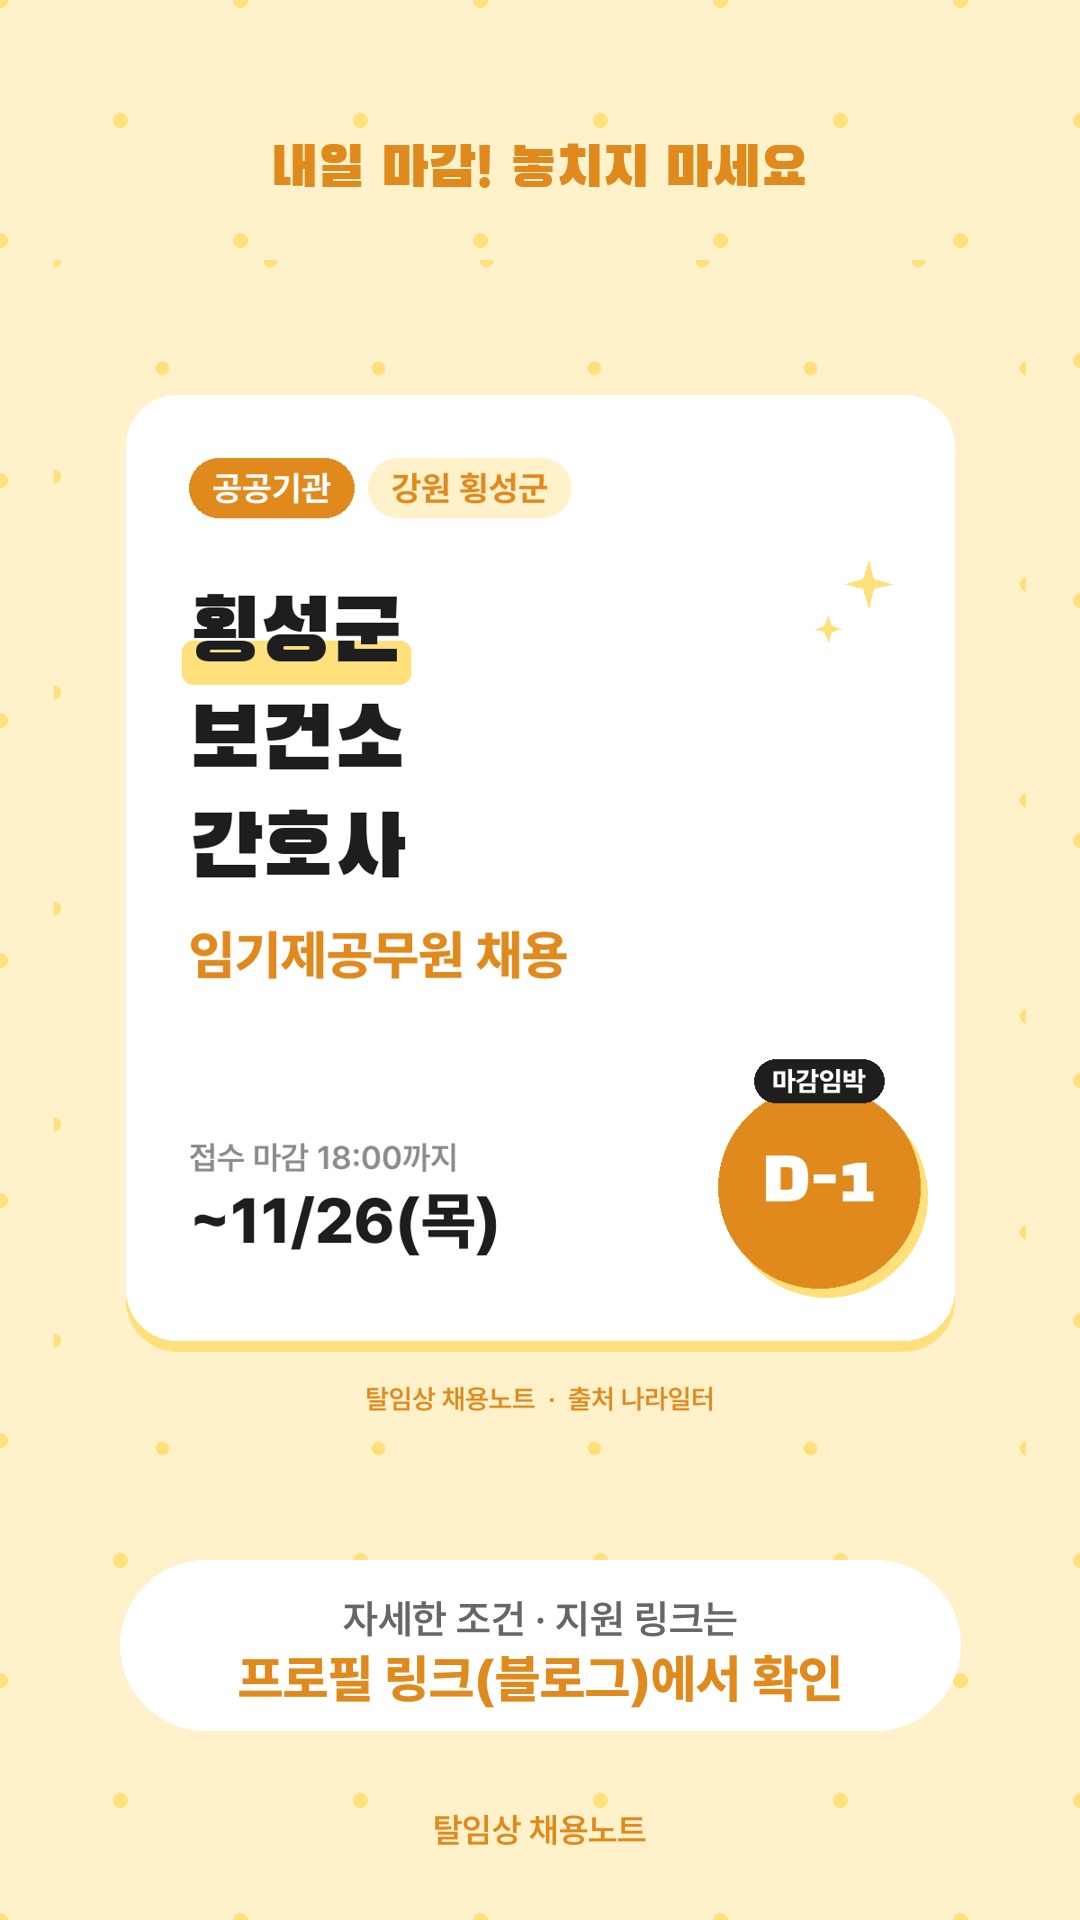 내일 마감! 놓치지 마세요
공공기관 강원 횡성군
횡성군
보건소
간호사
임기제공무원 채용
마감임박
D-1
접수 마감 18:00까지
~11/26(목)
탈임상 채용노트 · 출처 나라일터
자세한 조건 · 지원 링크는
프로필 링크(블로그)에서 확인
탈임상 채용노트